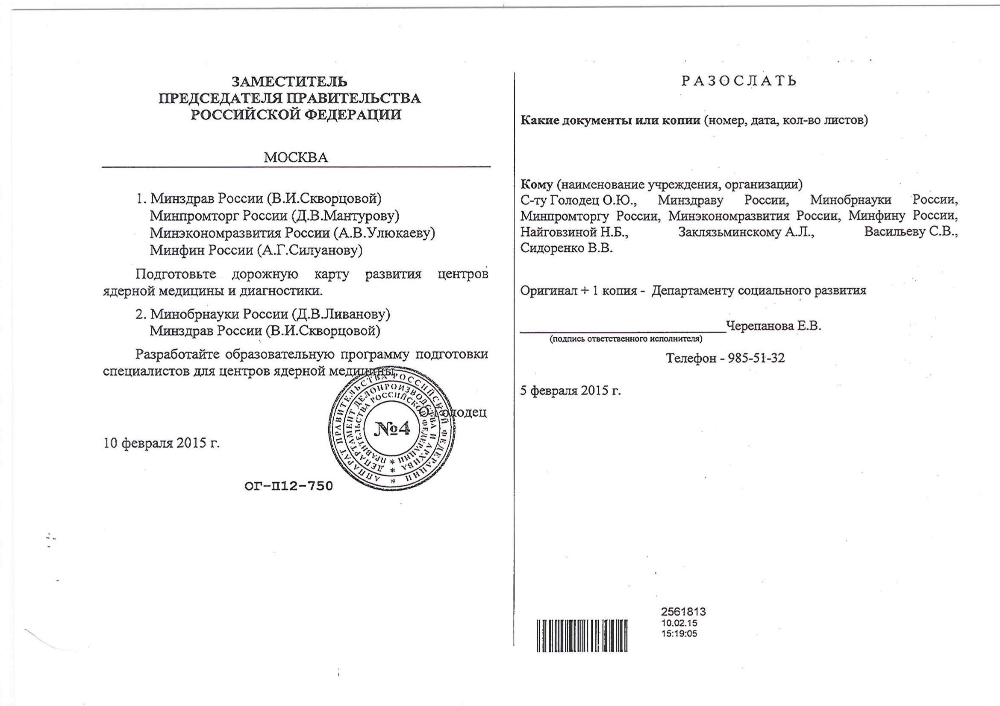 ЗАМЕСТИТЕЛЬ
ПРЕДСЕДАТЕЛЯ ПРАВИТЕЛЬСТВА
РОССИЙСКОЙ ФЕДЕРАЦИИ
МОСКВА
1. Минздрав России (В.И.Скворцовой)
Минпромторг России (Д.В.Мантурову)
Минэкономразвития России (А.В.Улюкаеву)
Минфин России (А.Г.Силуанову)
Подготовьте дорожную карту развития центров
ядерной медицины и диагностики.
2. Минобрнауки России (Д.В.Ливанову)
Минздрав России (В.И.Скворцовой)
Разработайте образовательную программу подготовки
специалистов для центров ядерной медицины.
О.Голодец
АППАРАТ ПРАВИТЕЛЬСТВА РОССИЙСКОЙ ФЕДЕРАЦИИ *
ДЕПАРТАМЕНТ ДЕЛОПРОИЗВОДСТВА И АРХИВА *
ПРАВИТЕЛЬСТВА РОССИЙСКОЙ ФЕДЕРАЦИИ *
№4
10 февраля 2015 г.
ОГ-П12-750
РАЗОСЛАТЬ
Какие документы или копии (номер, дата, кол-во листов)
Кому (наименование учреждения, организации)
С-ту Голодец О.Ю., Минздраву России, Минобрнауки России,
Минпромторгу России, Минэкономразвития России, Минфину России,
Найговзиной Н.Б., Заклязьминскому А.Л., Васильеву С.В.,
Сидоренко В.В.
Оригинал + 1 копия - Департаменту социального развития
Черепанова Е.В.
(подпись ответственного исполнителя)
Телефон - 985-51-32
5 февраля 2015 г.
2561813
10.02.15
15:19:05